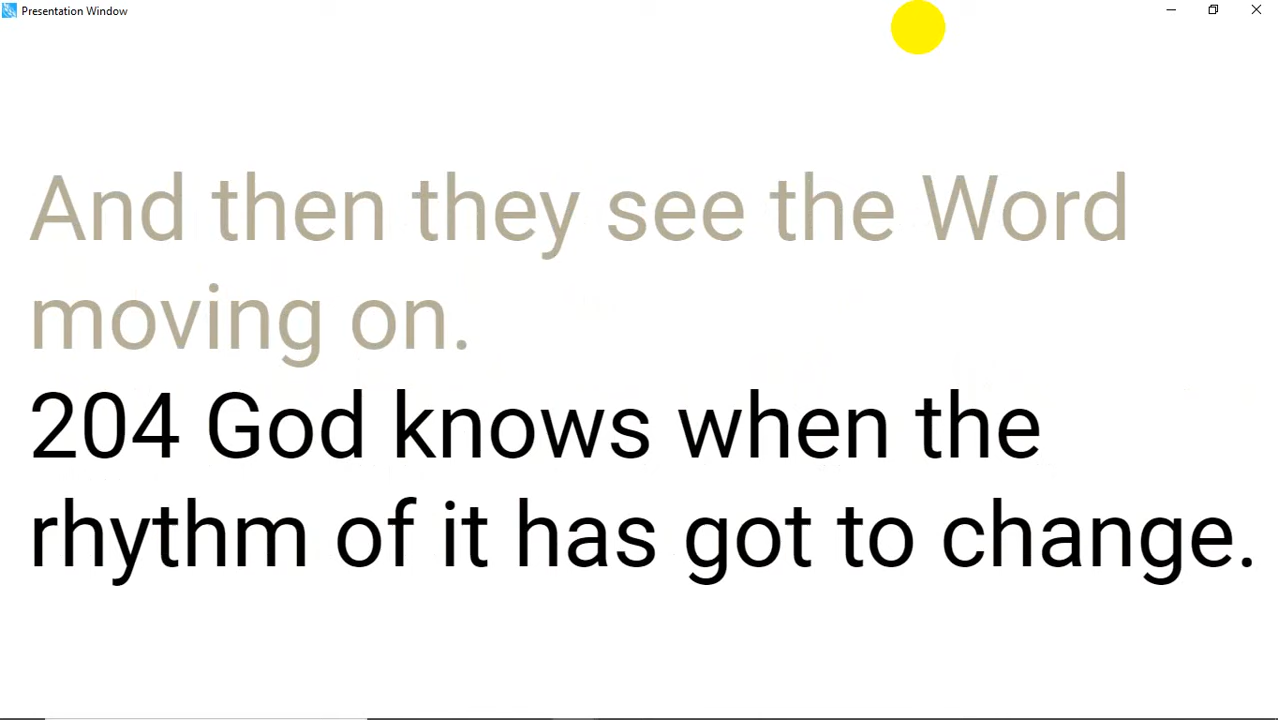 Presentation Window
And then they see the Word
moving on.
204 God knows when the
rhythm of it has got to change.